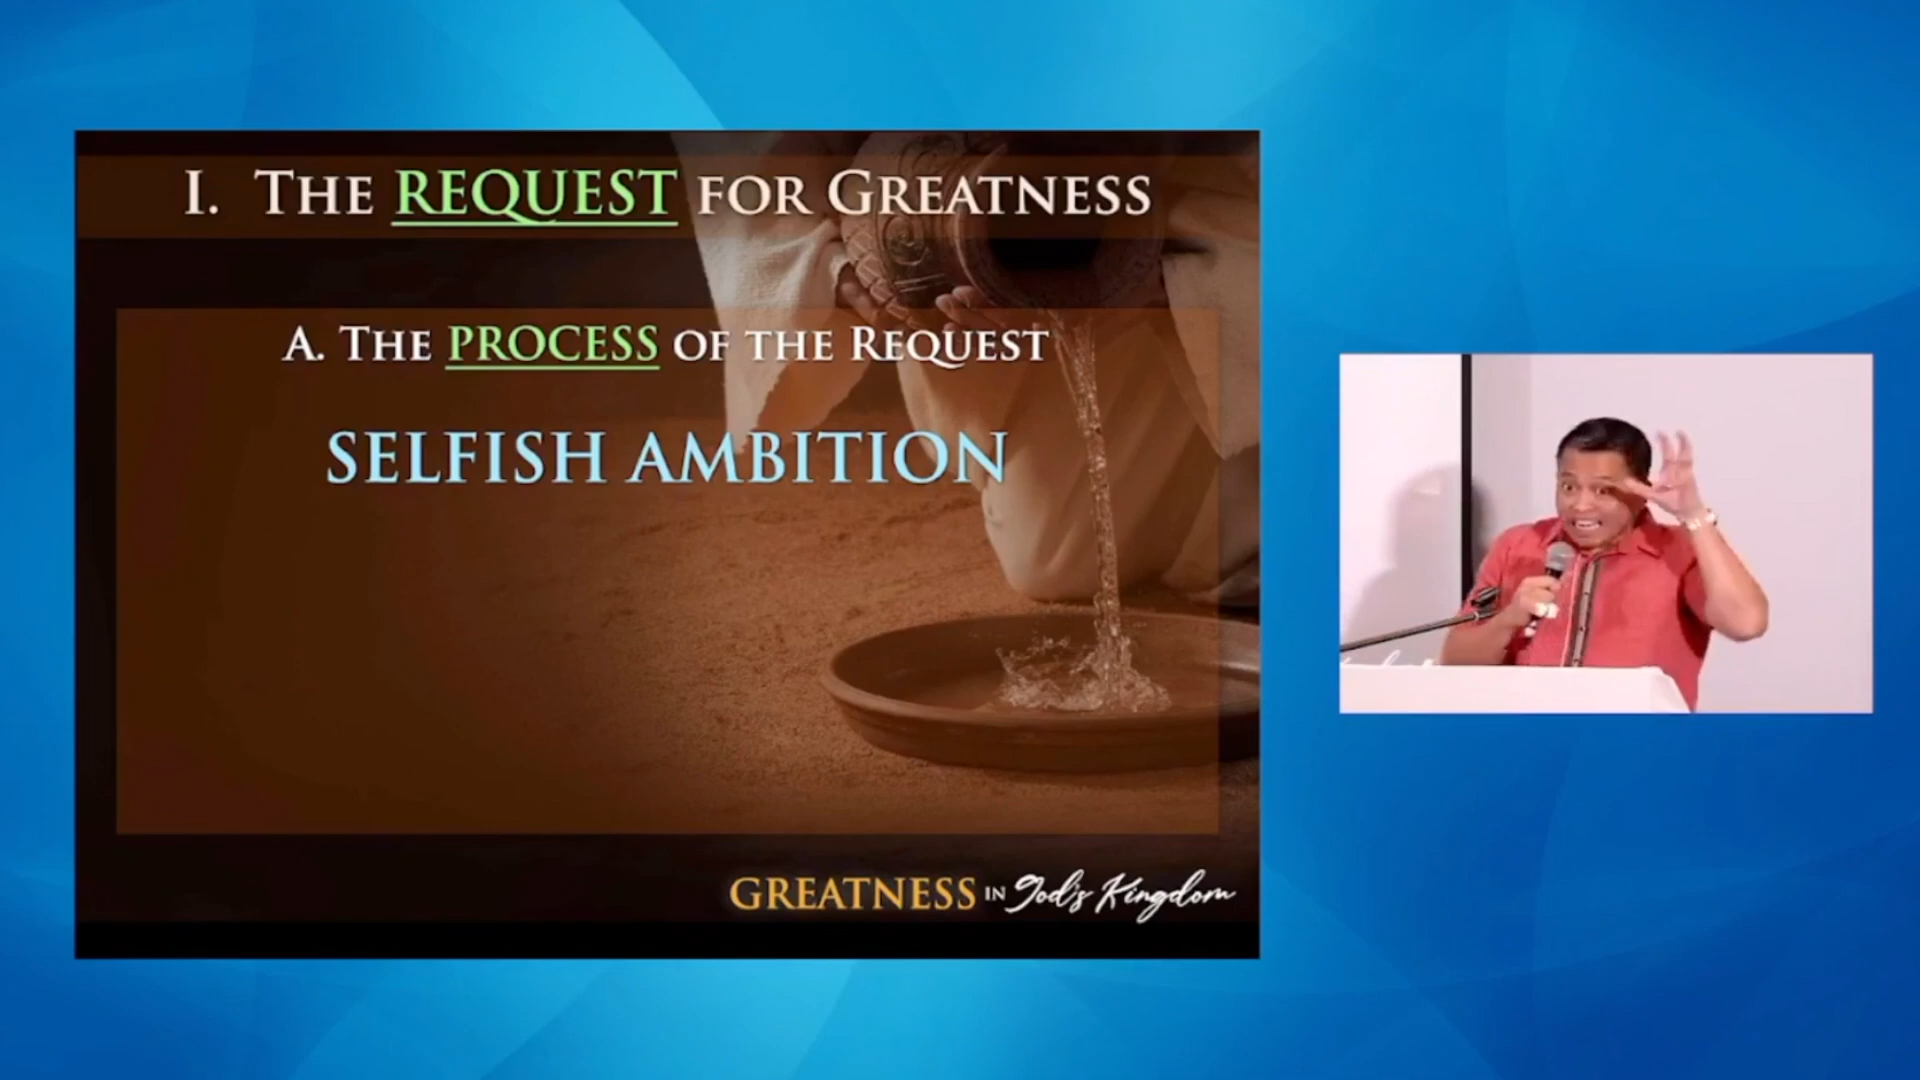 I. THE REQUEST FOR GREATNESS
A. THE PROCESS OF THE REQUEST
SELFISH AMBITION
GREATNESS IN God's Kingdom